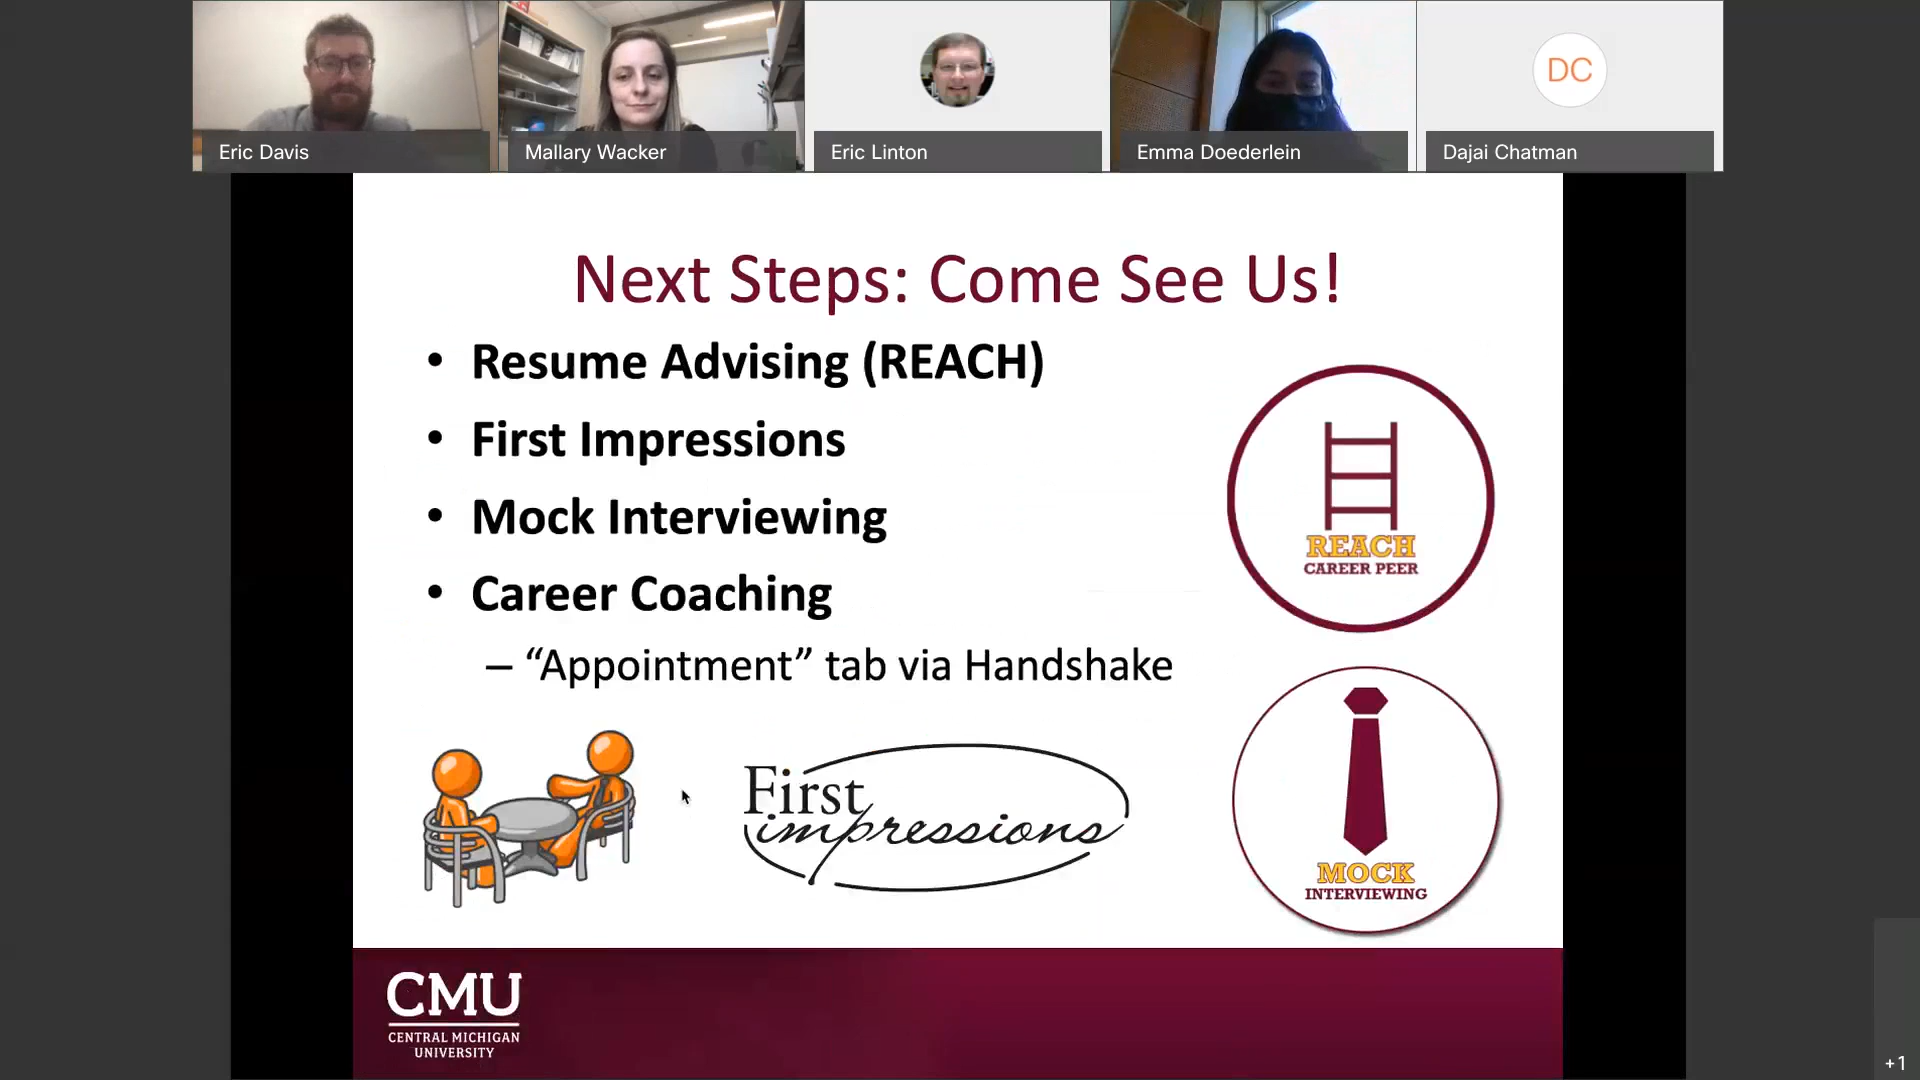 Eric Davis
Mallary Wacker
Eric Linton
Emma Doederlein
DC
Dajai Chatman
Next Steps: Come See Us!
• Resume Advising (REACH)
• First Impressions
• Mock Interviewing
• Career Coaching
– “Appointment” tab via Handshake
REACH
CAREER PEER
First
impressions
MOCK
INTERVIEWING
CMU
CENTRAL MICHIGAN
UNIVERSITY
+1